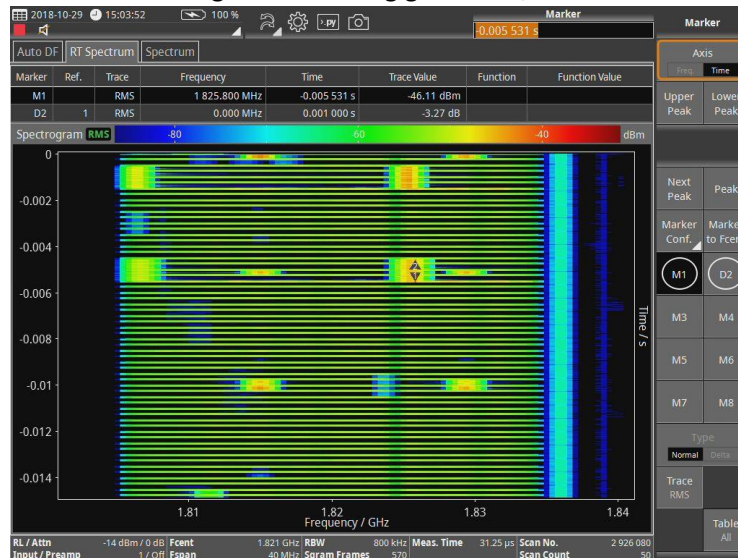 2018-10-29 15:03:52 100 % >.py Marker
-0.005 531 s
Marker
Auto DF RT Spectrum Spectrum
Axis
Freq Time
Marker Ref. Trace Frequency Time Trace Value Function Function Value
M1 RMS 1 825.800 MHz -0.005 531 s -46.11 dBm
D2 1 RMS 0.000 MHz 0.001 000 s -3.27 dB
Upper Peak Lower Peak
Spectrogram RMS -80 60 -40 dBm
0
-0.002
-0.004
-0.006
-0.008
-0.01
-0.012
-0.014
Time / s
1.81 1.82 1.83 1.84
Frequency / GHz
Next Peak Peak
Marker Conf. Marke to Fcen
M1 D2
M3 M4
M5 M6
M7 M8
Type
Normal Delta
Trace RMS
Table All
RL / Attn -14 dBm / 0 dB Fcent 1.821 GHz RBW 800 kHz Meas. Time 31.25 µs Scan No. 2 926 080
Input / Preamp 1 / Off Fspan 40 MHz Sgram Frames 570 Scan Count 50